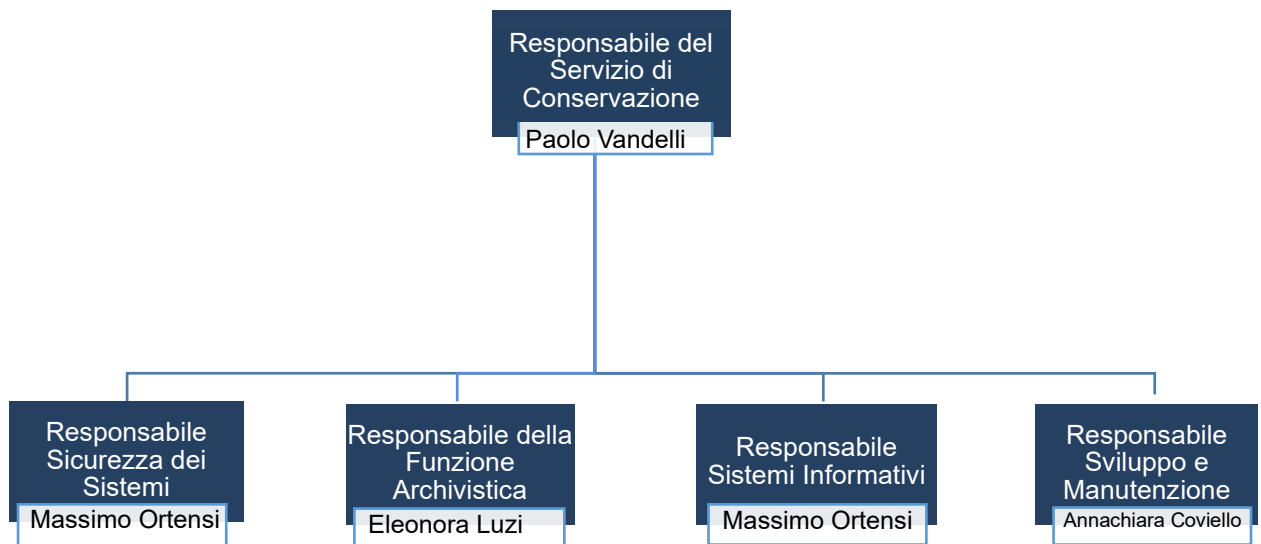 Responsabile del
Servizio di
Conservazione
Paolo Vandelli
Responsabile
Sicurezza dei
Sistemi
Massimo Ortensi
Responsabile della
Funzione
Archivistica
Eleonora Luzi
Responsabile
Sistemi Informativi
Massimo Ortensi
Responsabile
Sviluppo e
Manutenzione
Annachiara Coviello